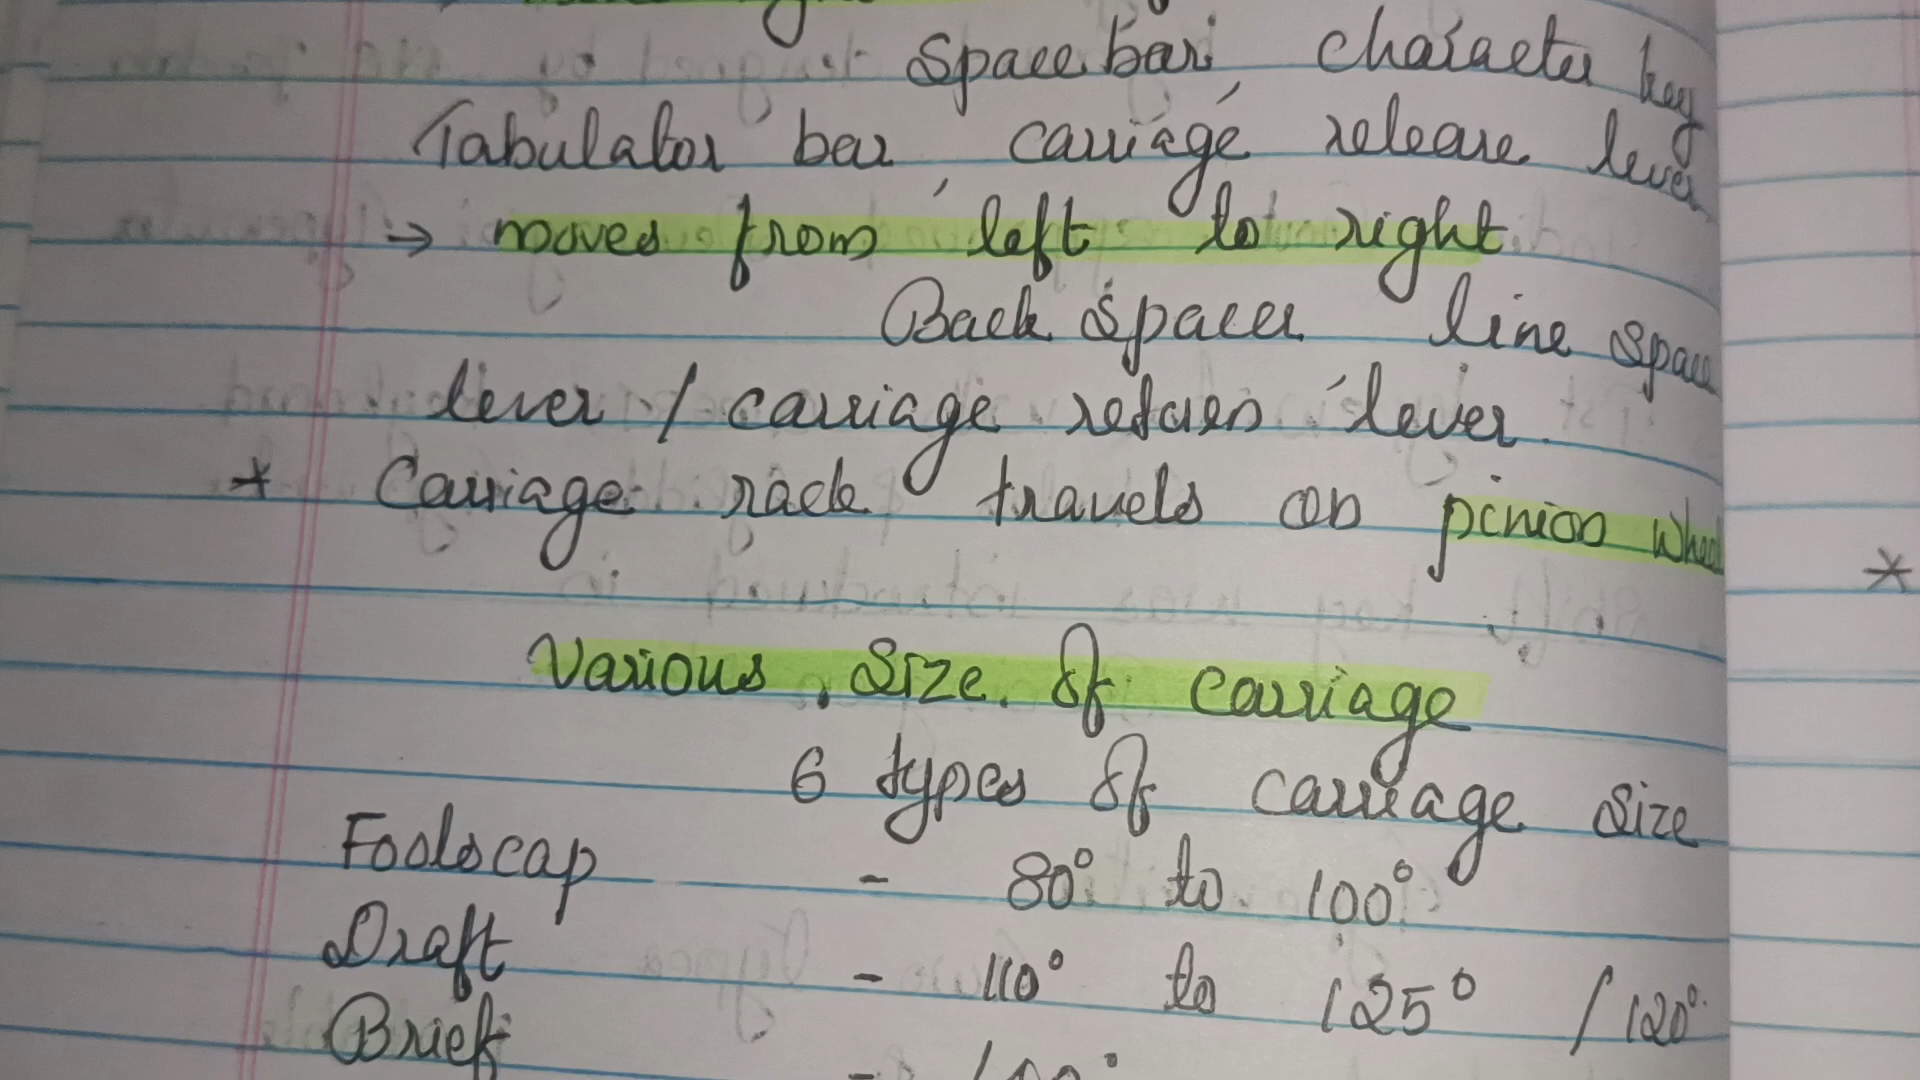 Space bar, character key
Tabulator bar, carriage release lever
→ moves from left to right
Back spacer, line space
lever / carriage return lever
* Carriage rack travels on pinion wheel
Various Size Of carriage
6 types Of carriage size
Foolscap - 80° to 100°
Draft - 110° to 125° / 120°
Brief -
*